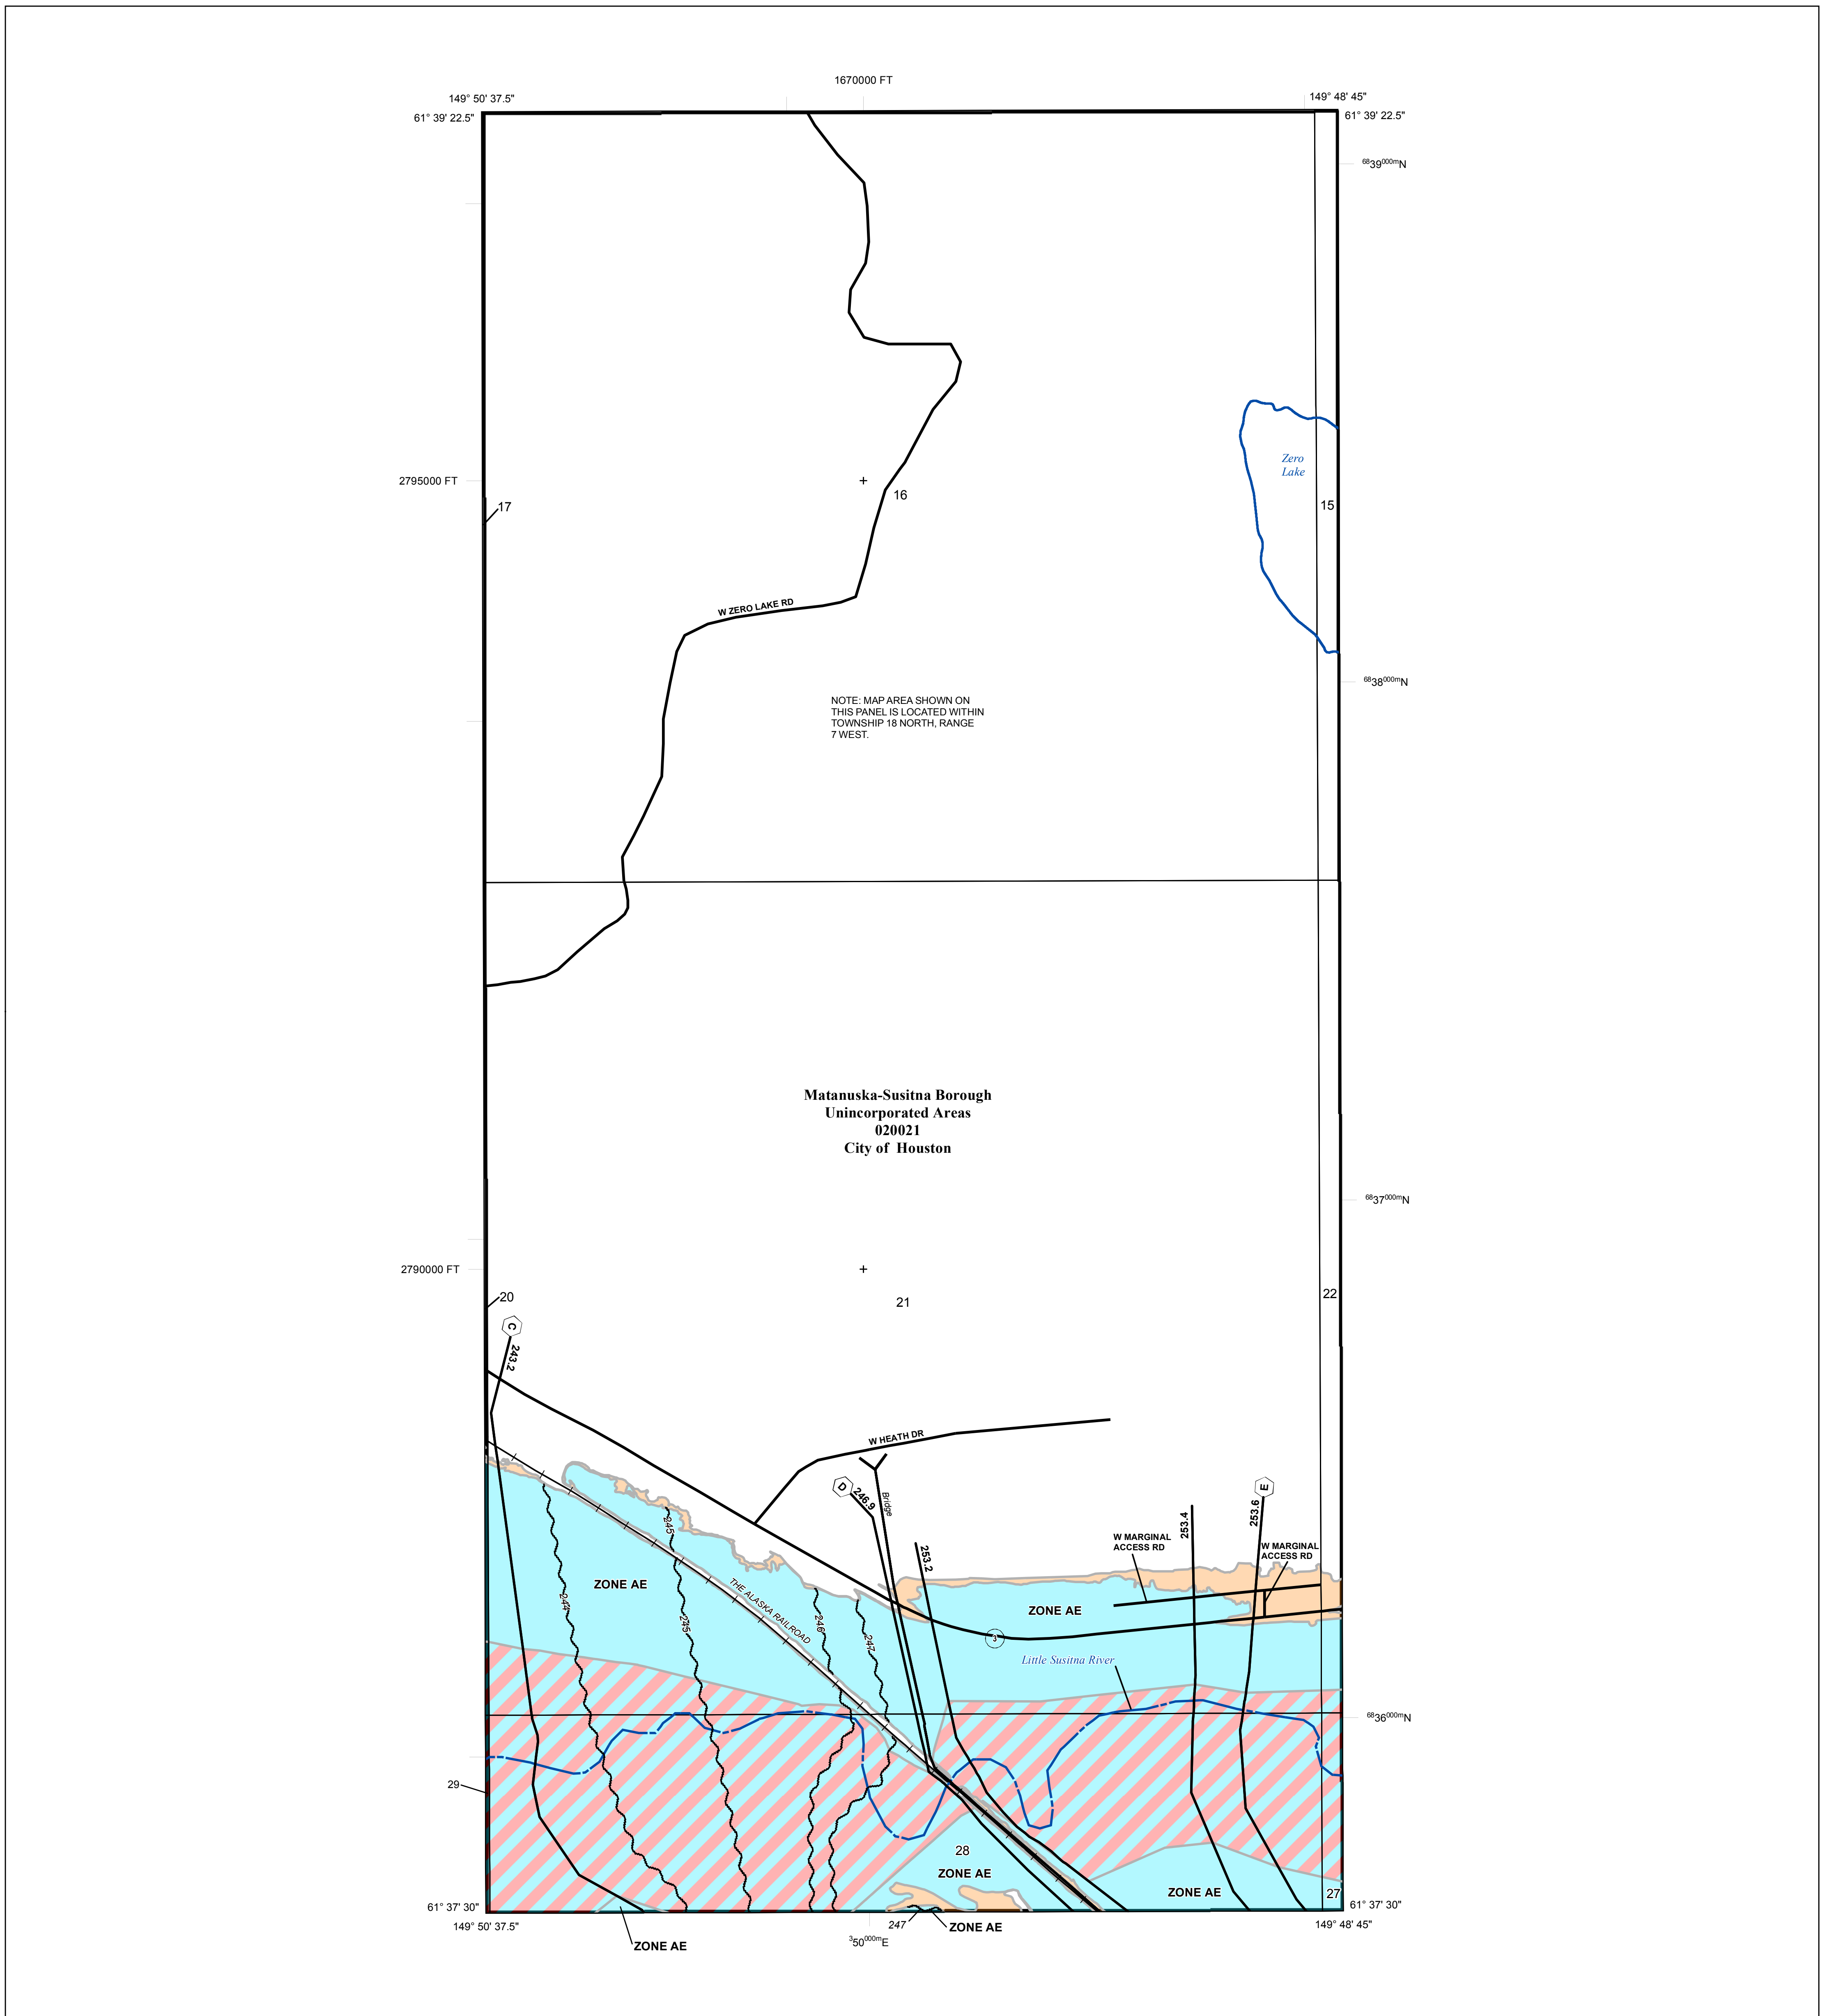 1670000 FT
149° 50' 37.5"
149° 48' 45"
61° 39' 22.5"
61° 39' 22.5"
6839000mN
Zero
Lake
2795000 FT
16
15
17
W ZERO LAKE RD
6838000mN
NOTE: MAP AREA SHOWN ON
THIS PANEL IS LOCATED WITHIN
TOWNSHIP 18 NORTH, RANGE
7 WEST.
Matanuska-Susitna Borough
Unincorporated Areas
020021
City of Houston
6837000mN
2790000 FT
20
21
22
C
243.2
W HEATH DR
D
246.9
Bridge
E
253.6
253.4
253.2
245
W MARGINAL
ACCESS RD
W MARGINAL
ACCESS RD
ZONE AE
THE ALASKA RAILROAD
244
245
246
247
ZONE AE
3
Little Susitna River
6836000mN
29
28
ZONE AE
ZONE AE
27
61° 37' 30"
61° 37' 30"
149° 50' 37.5"
247
ZONE AE
149° 48' 45"
350000mE
ZONE AE